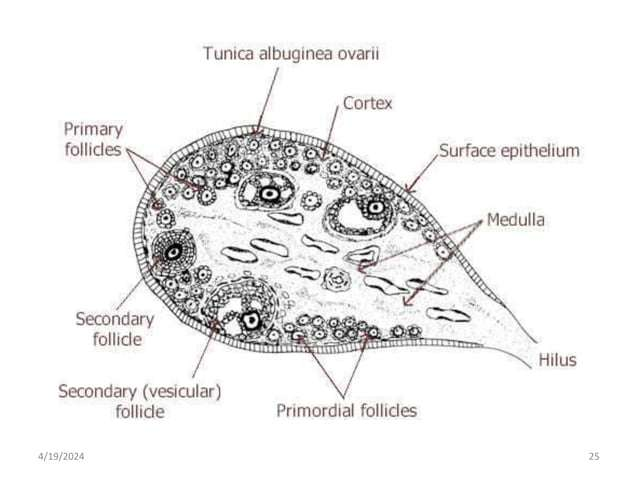 Tunica albuginea ovarii
Cortex
Primary
follicles
Surface epithelium
Medulla
Secondary
follicle
Hilus
Secondary (vesicular)
follicle
Primordial follicles
4/19/2024
25